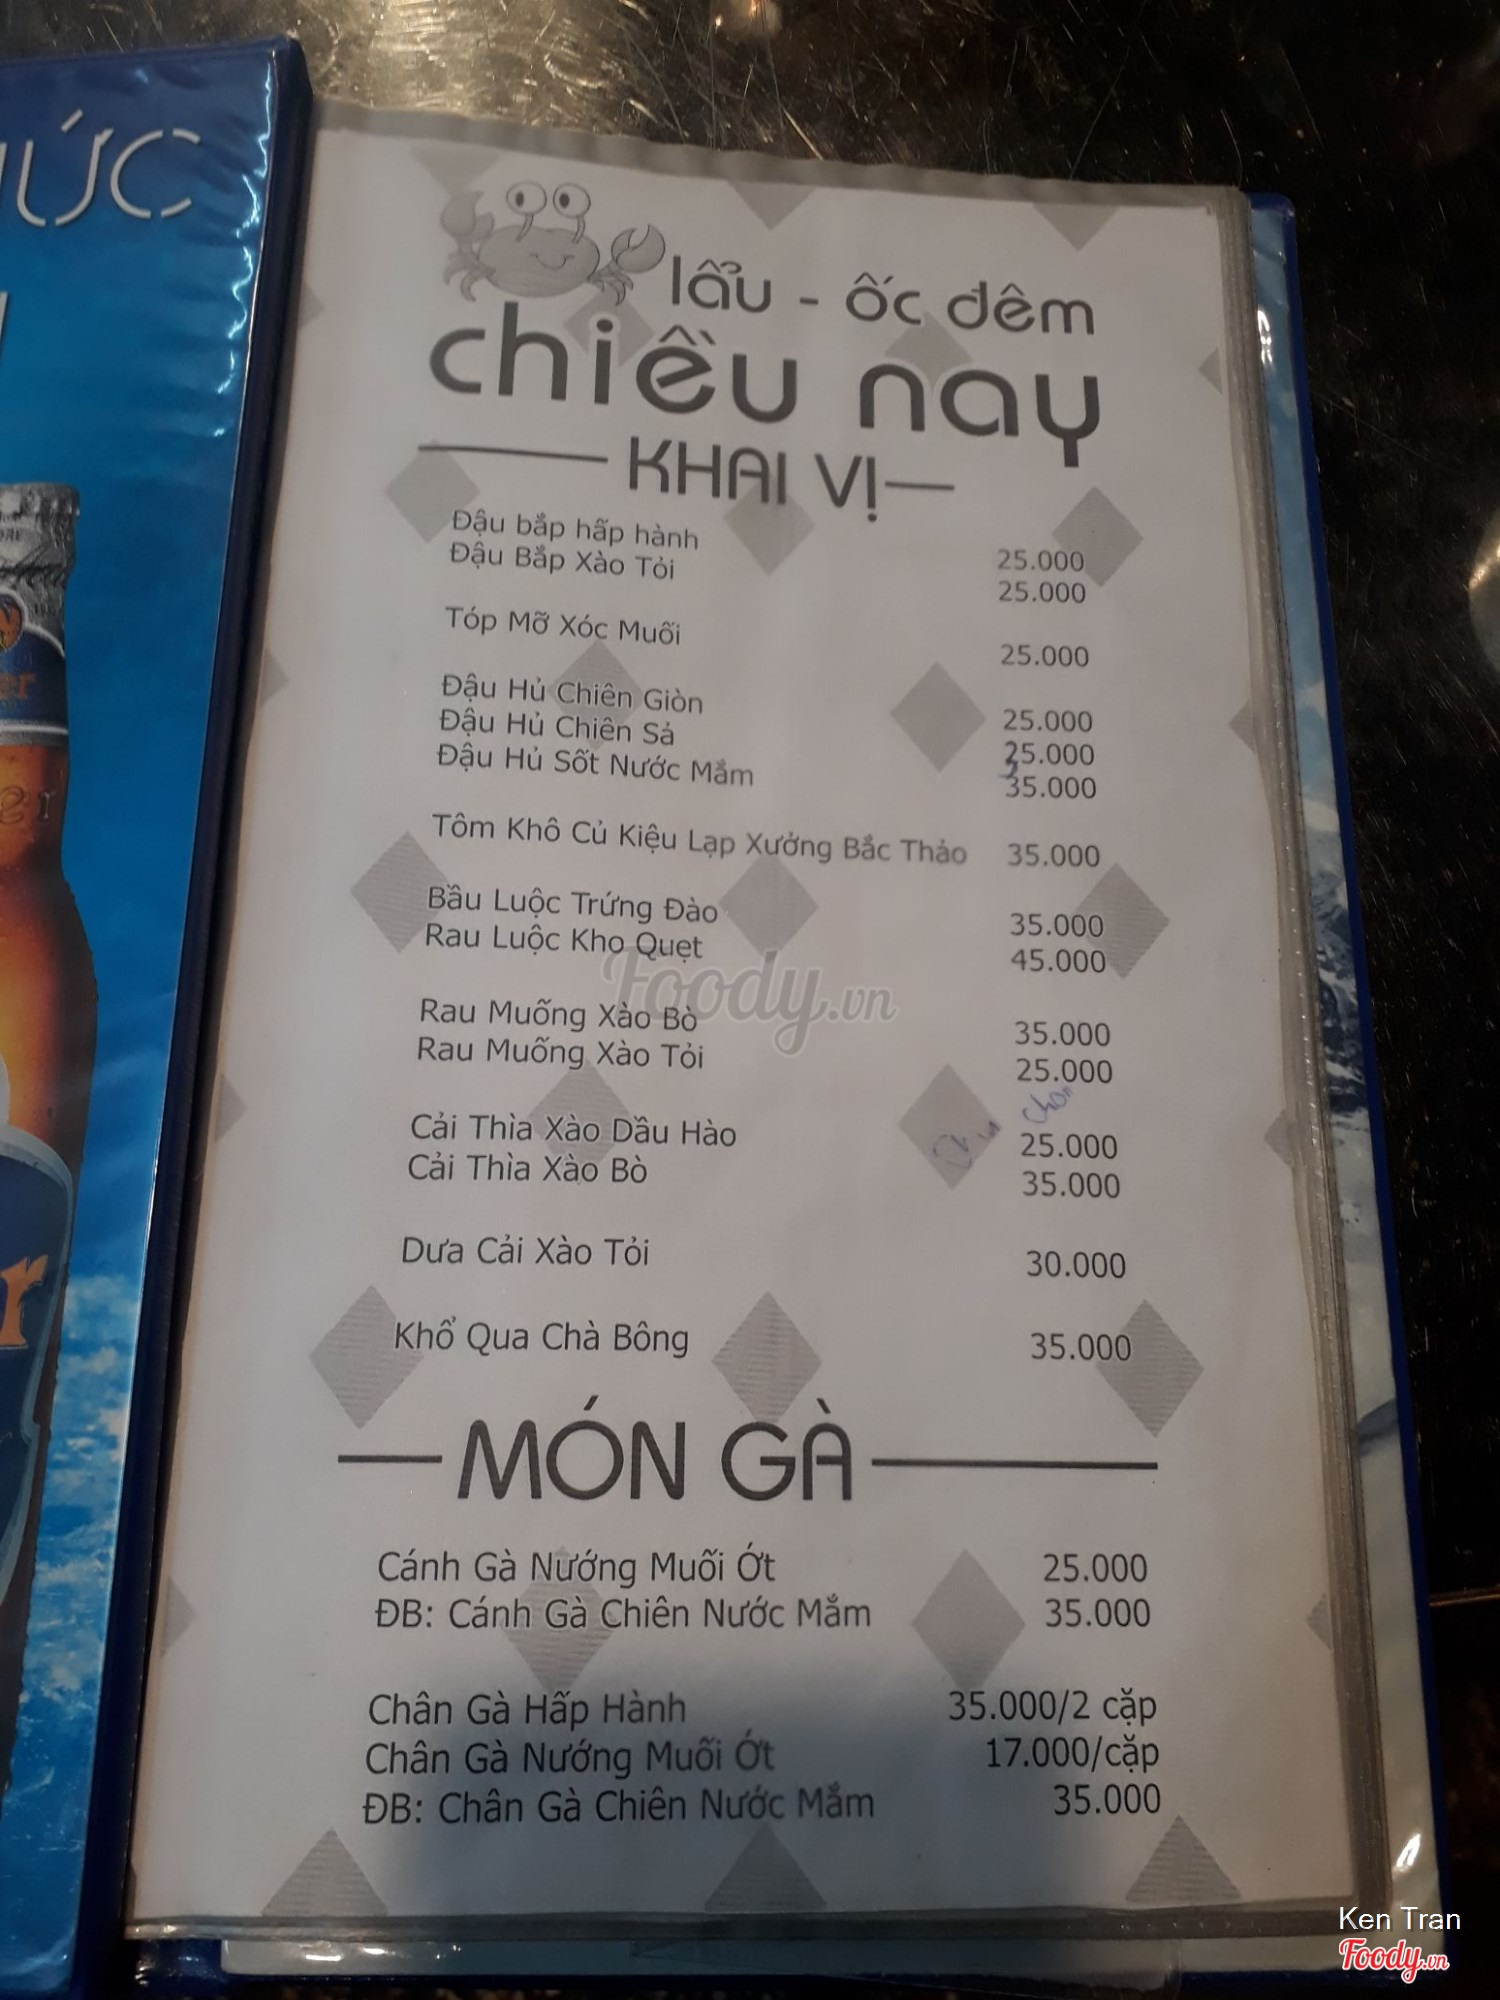 ỨC
lẩu - ốc đêm
chiều nay
KHAI VỊ
Đậu bắp hấp hành 25.000
Đậu Bắp Xào Tỏi 25.000
Tóp Mỡ Xóc Muối 25.000
Đậu Hủ Chiên Giòn 25.000
Đậu Hủ Chiên Sả 25.000
Đậu Hủ Sốt Nước Mắm 35.000
Tôm Khô Củ Kiệu Lạp Xưởng Bắc Thảo 35.000
Bầu Luộc Trứng Đào 35.000
Rau Luộc Kho Quẹt 45.000
Foody.vn
Rau Muống Xào Bò 35.000
Rau Muống Xào Tỏi 25.000
Cải Thìa Xào Dầu Hào 25.000
Cải Thìa Xào Bò 35.000
Dưa Cải Xào Tỏi 30.000
Khổ Qua Chà Bông 35.000
MÓN GÀ
Cánh Gà Nướng Muối Ớt 25.000
ĐB: Cánh Gà Chiên Nước Mắm 35.000
Chân Gà Hấp Hành 35.000/2 cặp
Chân Gà Nướng Muối Ớt 17.000/cặp
ĐB: Chân Gà Chiên Nước Mắm 35.000
Ken Tran
Foody.vn